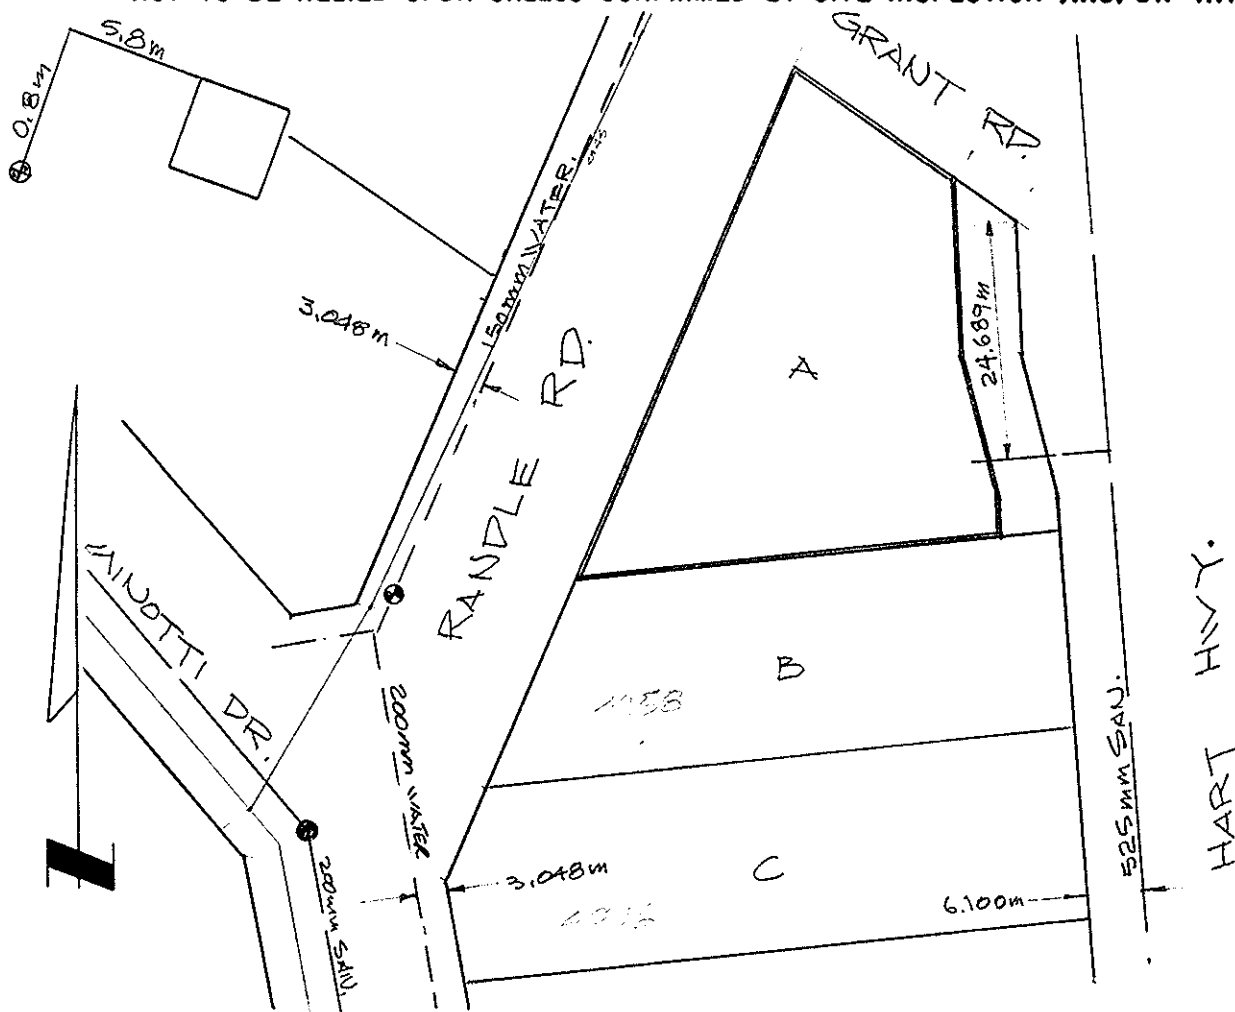 5.8m
0.8m
GRANT RD.
150mm WATER.
3.048m
RANDLE RD.
24.689m
A
AINOTTI DR.
200mm WATER
B
C
3.048m
6.100m
200mm SAN.
525mm SAN.
HART HWY.